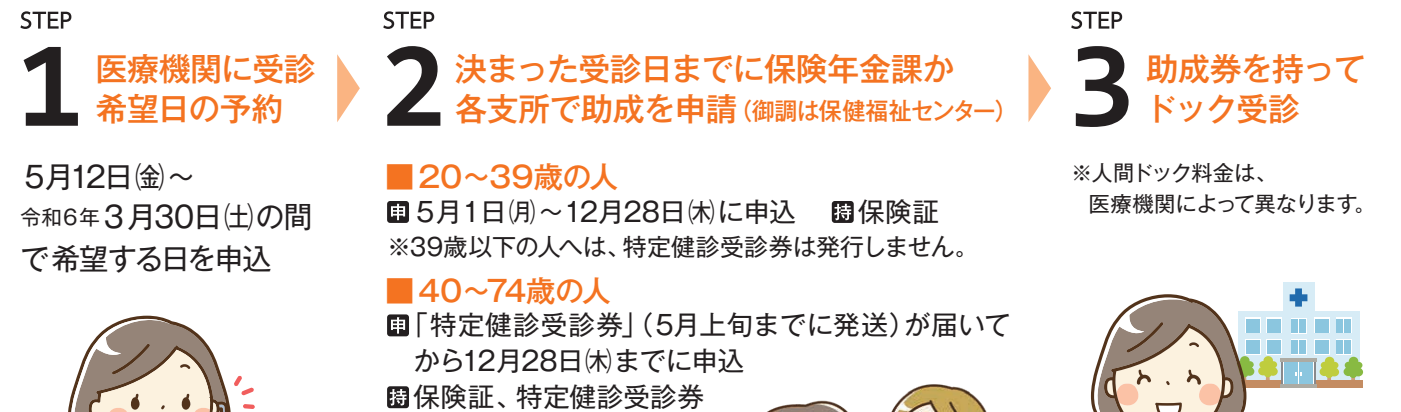 STEP
1 医療機関に受診
希望日の予約
5月12日㈮～
令和6年3月30日㈯の間
で希望する日を申込
STEP
2 決まった受診日までに保険年金課か
各支所で助成を申請（御調は保健福祉センター）
■20～39歳の人
申 5月1日㈪～12月28日㈭に申込 持 保険証
※39歳以下の人へは、特定健診受診券は発行しません。
■40～74歳の人
申「特定健診受診券」（5月上旬までに発送）が届いて
から12月28日㈭までに申込
持 保険証、特定健診受診券
STEP
3 助成券を持って
ドック受診
※人間ドック料金は、
医療機関によって異なります。